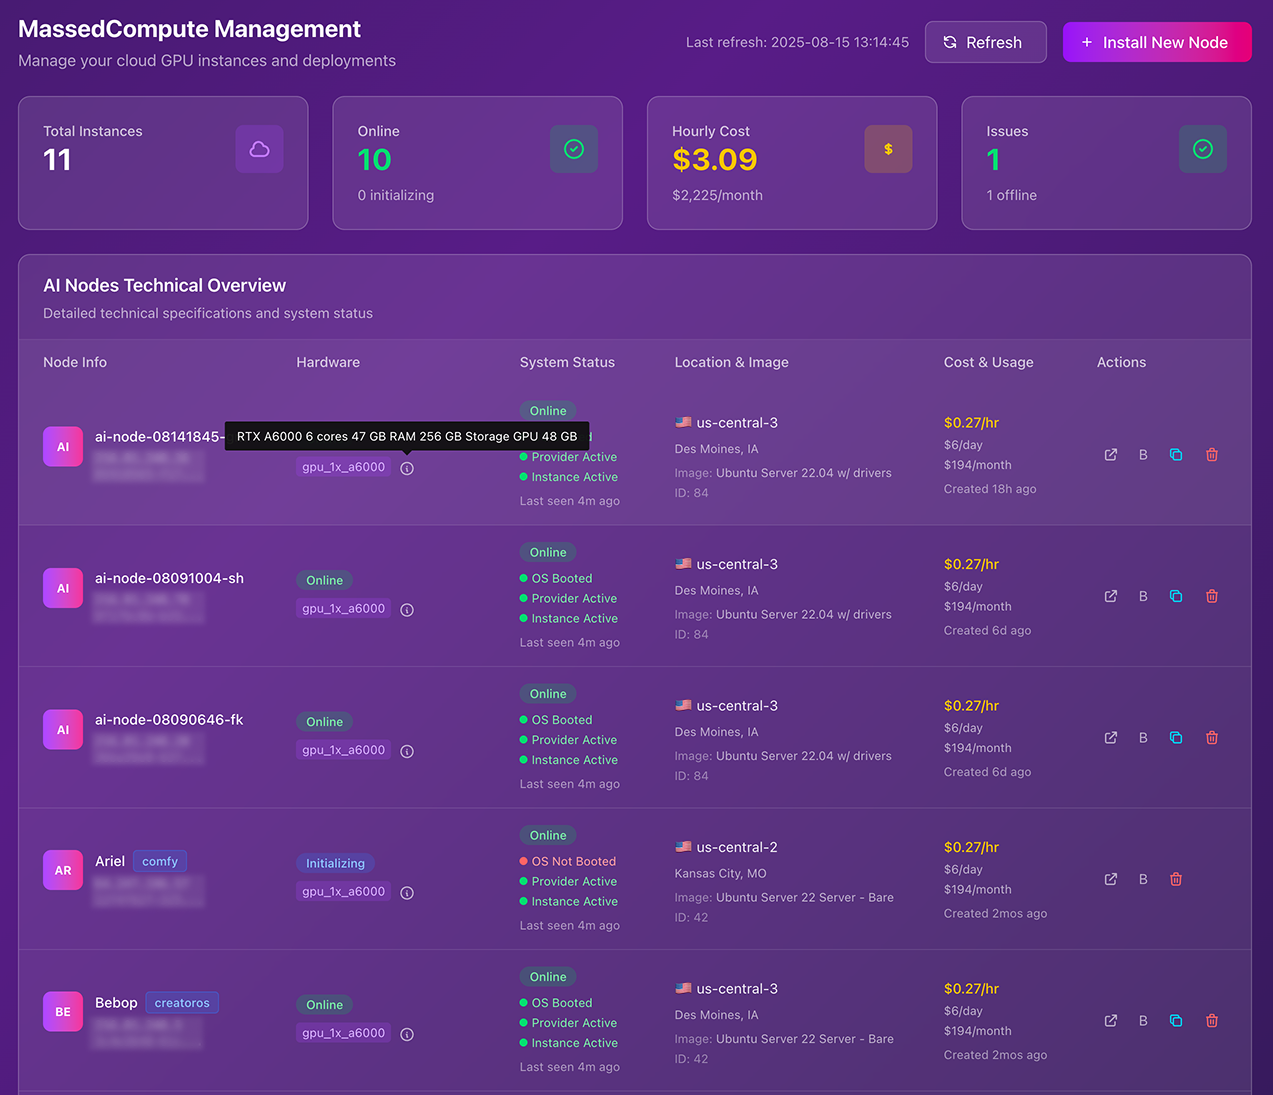 MassedCompute Management
Manage your cloud GPU instances and deployments
Last refresh: 2025-08-15 13:14:45
Refresh
+ Install New Node
Total Instances
11
Online
10
0 initializing
Hourly Cost
$3.09
$2,225/month
$
Issues
1
1 offline
AI Nodes Technical Overview
Detailed technical specifications and system status
Node Info
Hardware
System Status
Location & Image
Cost & Usage
Actions
AI
ai-node-08141845-
RTX A6000 6 cores 47 GB RAM 256 GB Storage GPU 48 GB
gpu_1x_a6000
Online
Provider Active
Instance Active
Last seen 4m ago
us-central-3
Des Moines, IA
Image: Ubuntu Server 22.04 w/ drivers
ID: 84
$0.27/hr
$6/day
$194/month
Created 18h ago
B
AI
ai-node-08091004-sh
Online
gpu_1x_a6000
Online
OS Booted
Provider Active
Instance Active
Last seen 4m ago
us-central-3
Des Moines, IA
Image: Ubuntu Server 22.04 w/ drivers
ID: 84
$0.27/hr
$6/day
$194/month
Created 6d ago
B
AI
ai-node-08090646-fk
Online
gpu_1x_a6000
Online
OS Booted
Provider Active
Instance Active
Last seen 4m ago
us-central-3
Des Moines, IA
Image: Ubuntu Server 22.04 w/ drivers
ID: 84
$0.27/hr
$6/day
$194/month
Created 6d ago
B
AR
Ariel comfy
Initializing
gpu_1x_a6000
Online
OS Not Booted
Provider Active
Instance Active
Last seen 4m ago
us-central-2
Kansas City, MO
Image: Ubuntu Server 22 Server - Bare
ID: 42
$0.27/hr
$6/day
$194/month
Created 2mos ago
B
BE
Bebop creatoros
Online
gpu_1x_a6000
Online
OS Booted
Provider Active
Instance Active
Last seen 4m ago
us-central-3
Des Moines, IA
Image: Ubuntu Server 22 Server - Bare
ID: 42
$0.27/hr
$6/day
$194/month
Created 2mos ago
B